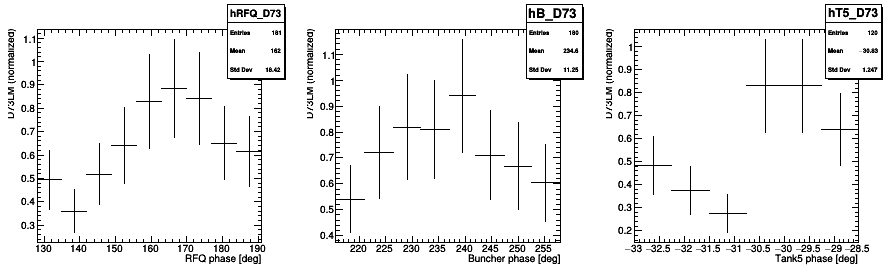 hRFQ_D73
Entries 181
Mean 162
Std Dev 18.42
D73LM (normalized)
1.1
1
0.9
0.8
0.7
0.6
0.5
0.4
0.3
130 140 150 160 170 180 190
RFQ phase [deg]
hB_D73
Entries 180
Mean 234.6
Std Dev 11.25
D73LM (normalized)
1.1
1
0.9
0.8
0.7
0.6
0.5
0.4
220 225 230 235 240 245 250 255
Buncher phase [deg]
hT5_D73
Entries 120
Mean -30.83
Std Dev 1.247
D73LM (normalized)
1
0.9
0.8
0.7
0.6
0.5
0.4
0.3
0.2
-33 -32.5 -32 -31.5 -31 -30.5 -30 -29.5 -29 -28.5
Tank5 phase [deg]